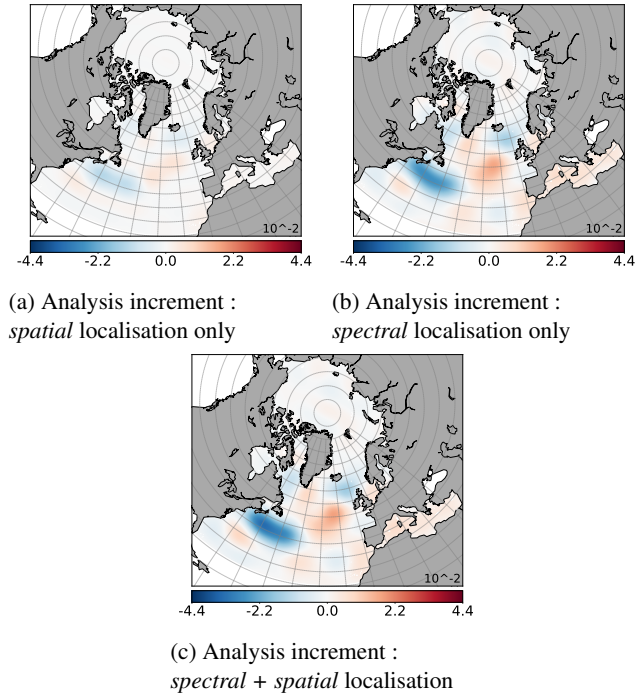 10^-2
10^-2
-4.4 -2.2 0.0 2.2 4.4
-4.4 -2.2 0.0 2.2 4.4
(a) Analysis increment :
spatial localisation only
(b) Analysis increment :
spectral localisation only
10^-2
-4.4 -2.2 0.0 2.2 4.4
(c) Analysis increment :
spectral + spatial localisation